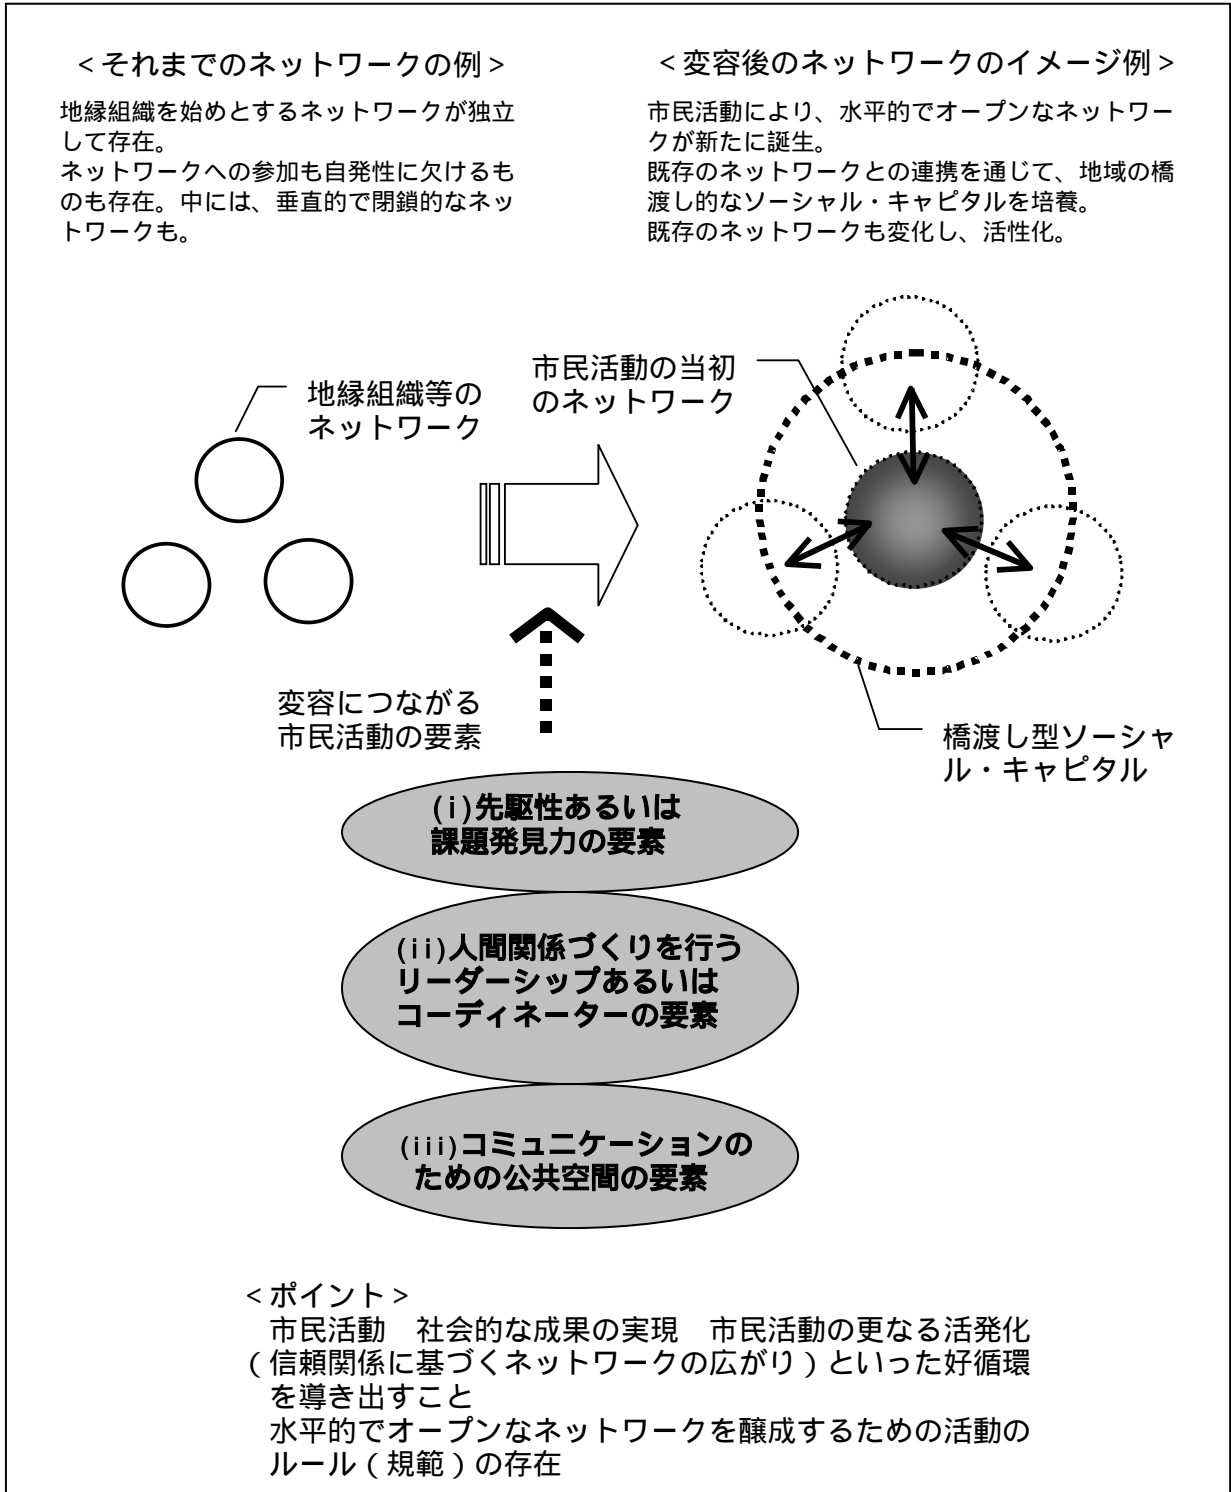 ＜それまでのネットワークの例＞
地縁組織を始めとするネットワークが独立
して存在。
ネットワークへの参加も自発性に欠けるも
のも存在。中には、垂直的で閉鎖的なネッ
トワークも。
＜変容後のネットワークのイメージ例＞
市民活動により、水平的でオープンなネットワー
クが新たに誕生。
既存のネットワークとの連携を通じて、地域の橋
渡し的なソーシャル・キャピタルを培養。
既存のネットワークも変化し、活性化。
地縁組織等の
ネットワーク
市民活動の当初
のネットワーク
変容につながる
市民活動の要素
橋渡し型ソーシャ
ル・キャピタル
(i)先駆性あるいは
課題発見力の要素
(ii)人間関係づくりを行う
リーダーシップあるいは
コーディネーターの要素
(iii)コミュニケーションの
ための公共空間の要素
＜ポイント＞
市民活動　社会的な成果の実現　市民活動の更なる活発化
（信頼関係に基づくネットワークの広がり）といった好循環
を導き出すこと
水平的でオープンなネットワークを醸成するための活動の
ルール（規範）の存在